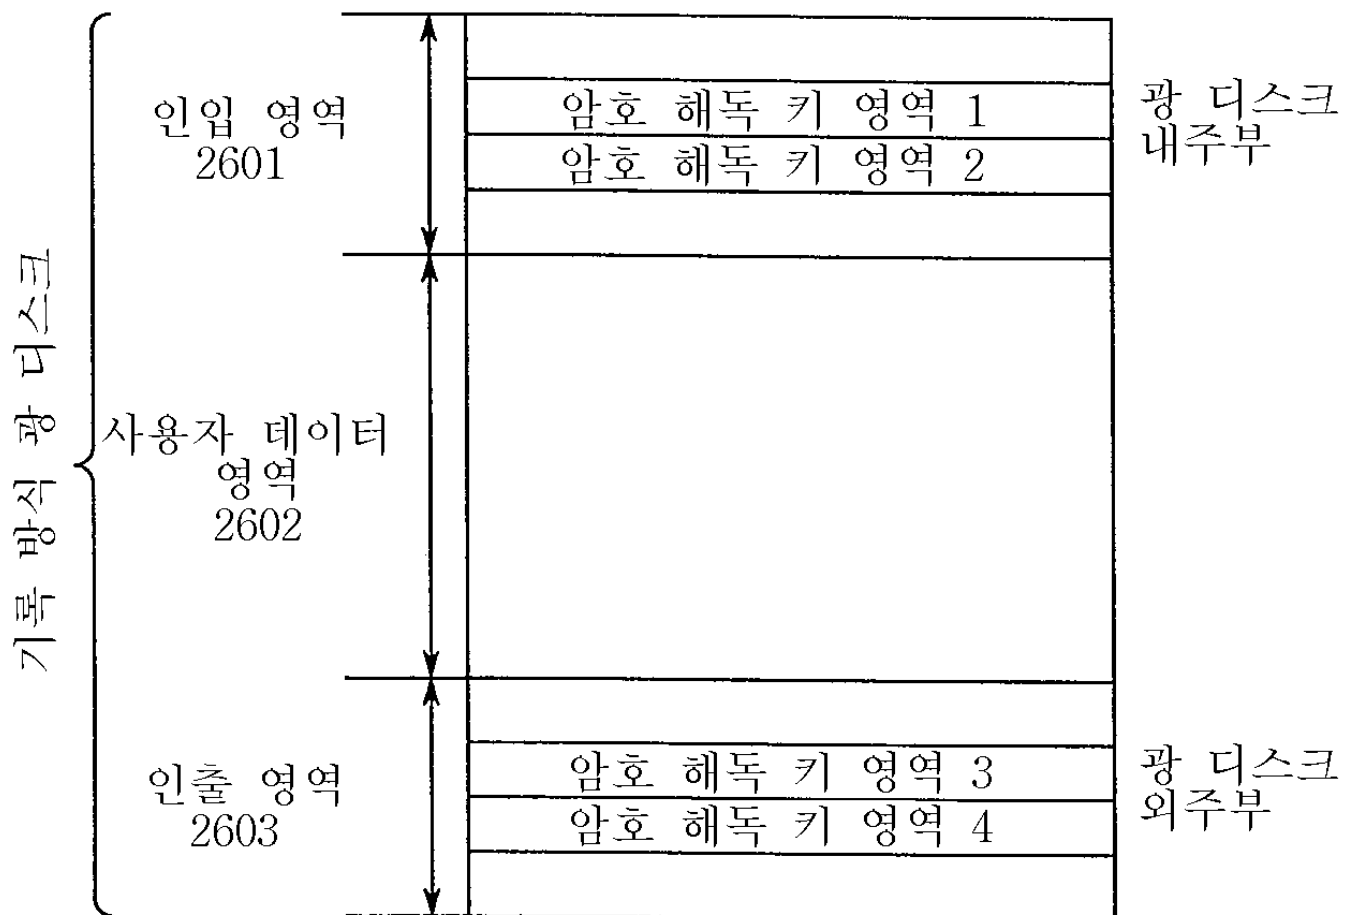 기록 방식 광 디스크
인입 영역
2601
암호 해독 키 영역 1
암호 해독 키 영역 2
광 디스크
내주부
사용자 데이터
영역
2602
인출 영역
2603
암호 해독 키 영역 3
암호 해독 키 영역 4
광 디스크
외주부